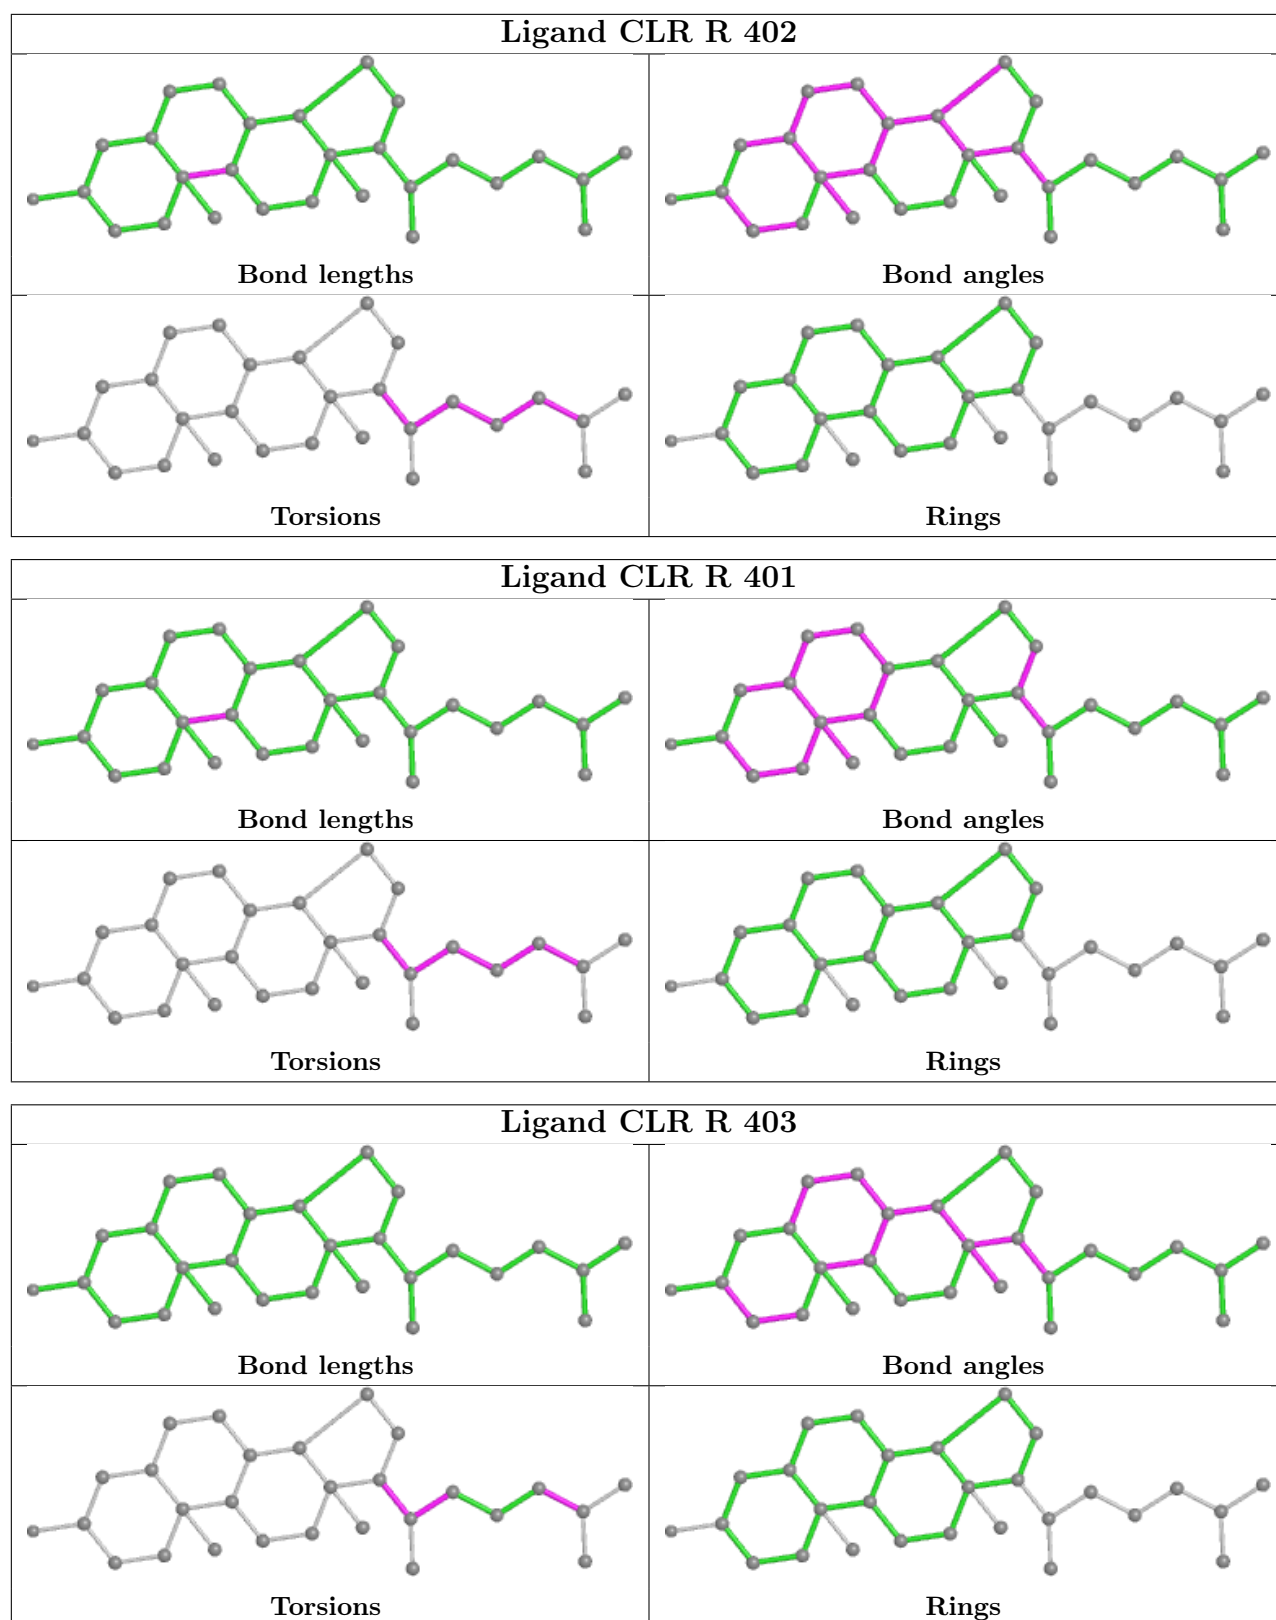 Ligand CLR R 402
Bond lengths
Bond angles
Torsions
Rings
Ligand CLR R 401
Bond lengths
Bond angles
Torsions
Rings
Ligand CLR R 403
Bond lengths
Bond angles
Torsions
Rings